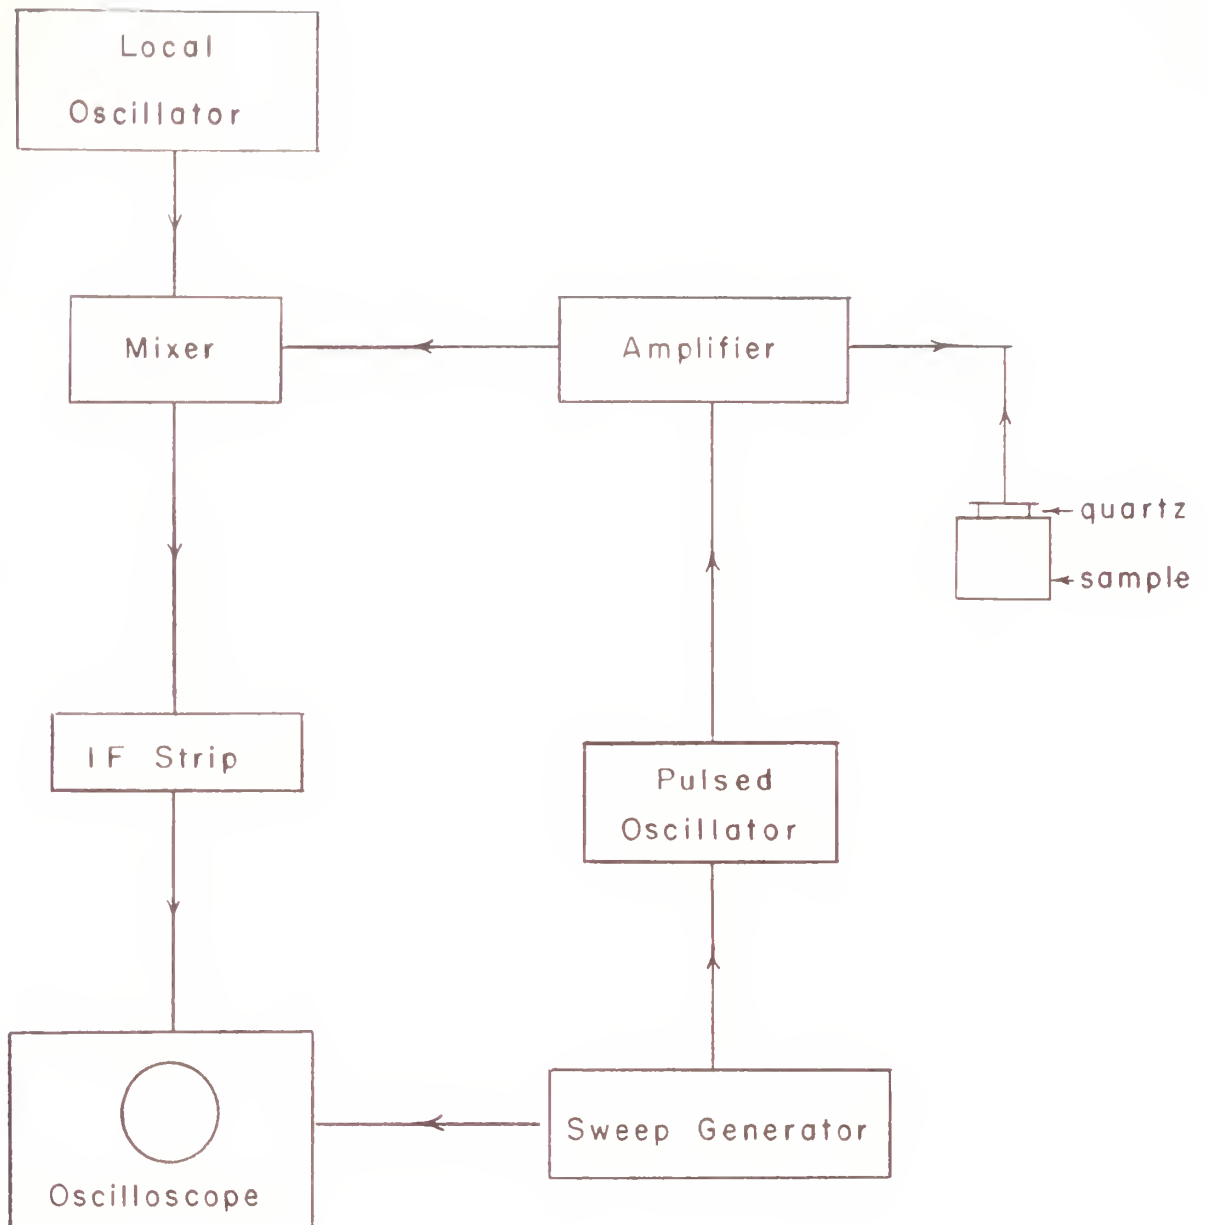 Local
Oscillator
Mixer
Amplifier
quartz
sample
IF Strip
Pulsed
Oscillator
Sweep Generator
Oscilloscope